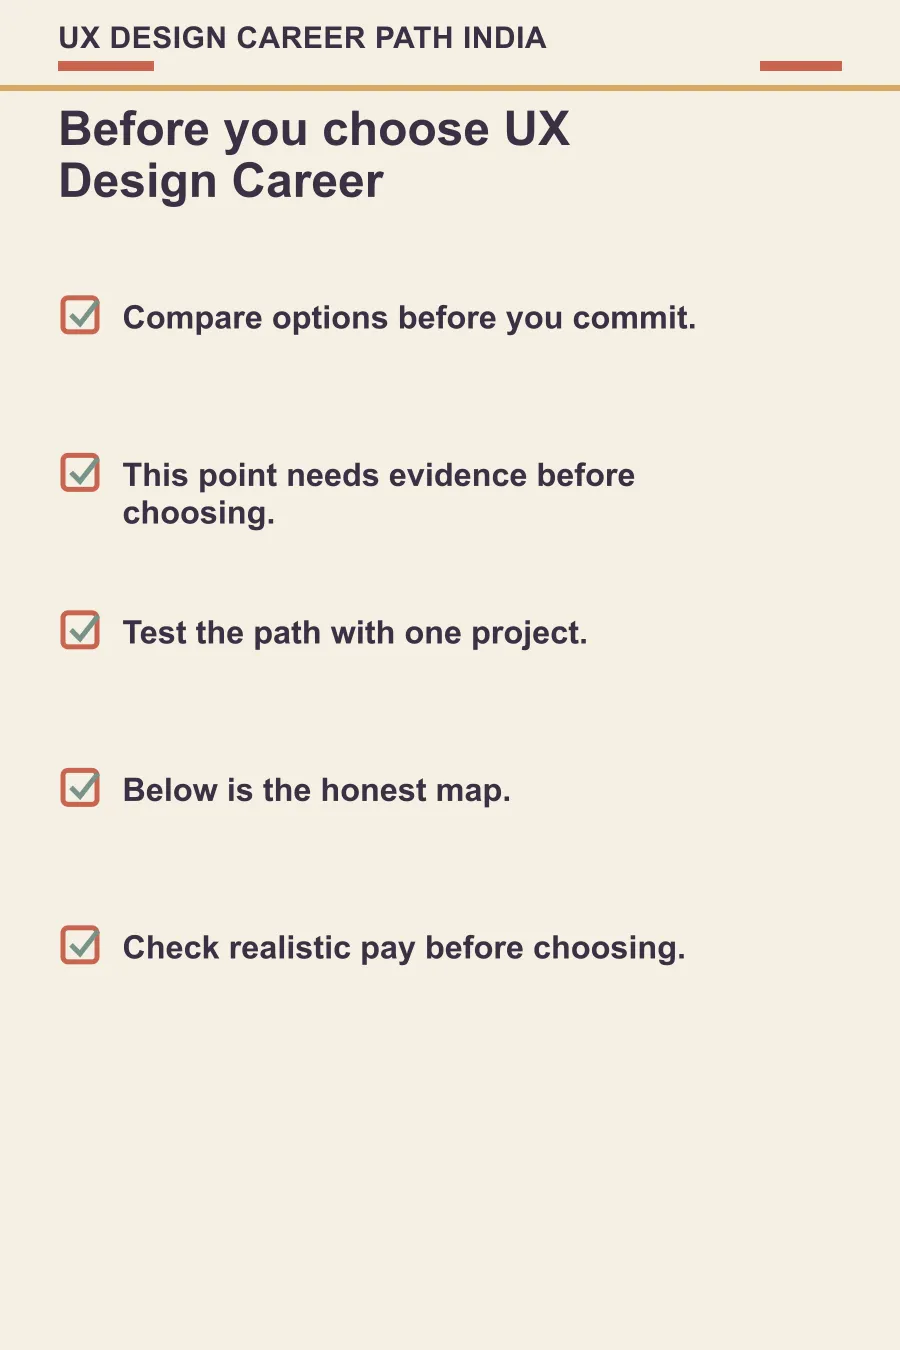 UX DESIGN CAREER PATH INDIA
Before you choose UX
Design Career
Compare options before you commit.
This point needs evidence before
choosing.
Test the path with one project.
Below is the honest map.
Check realistic pay before choosing.